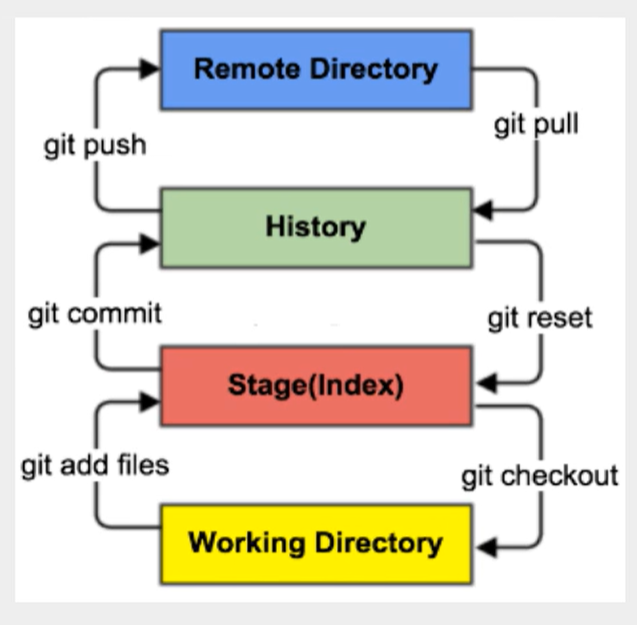 Remote Directory
git pull
git push
History
git commit
git reset
Stage(Index)
git add files
git checkout
Working Directory